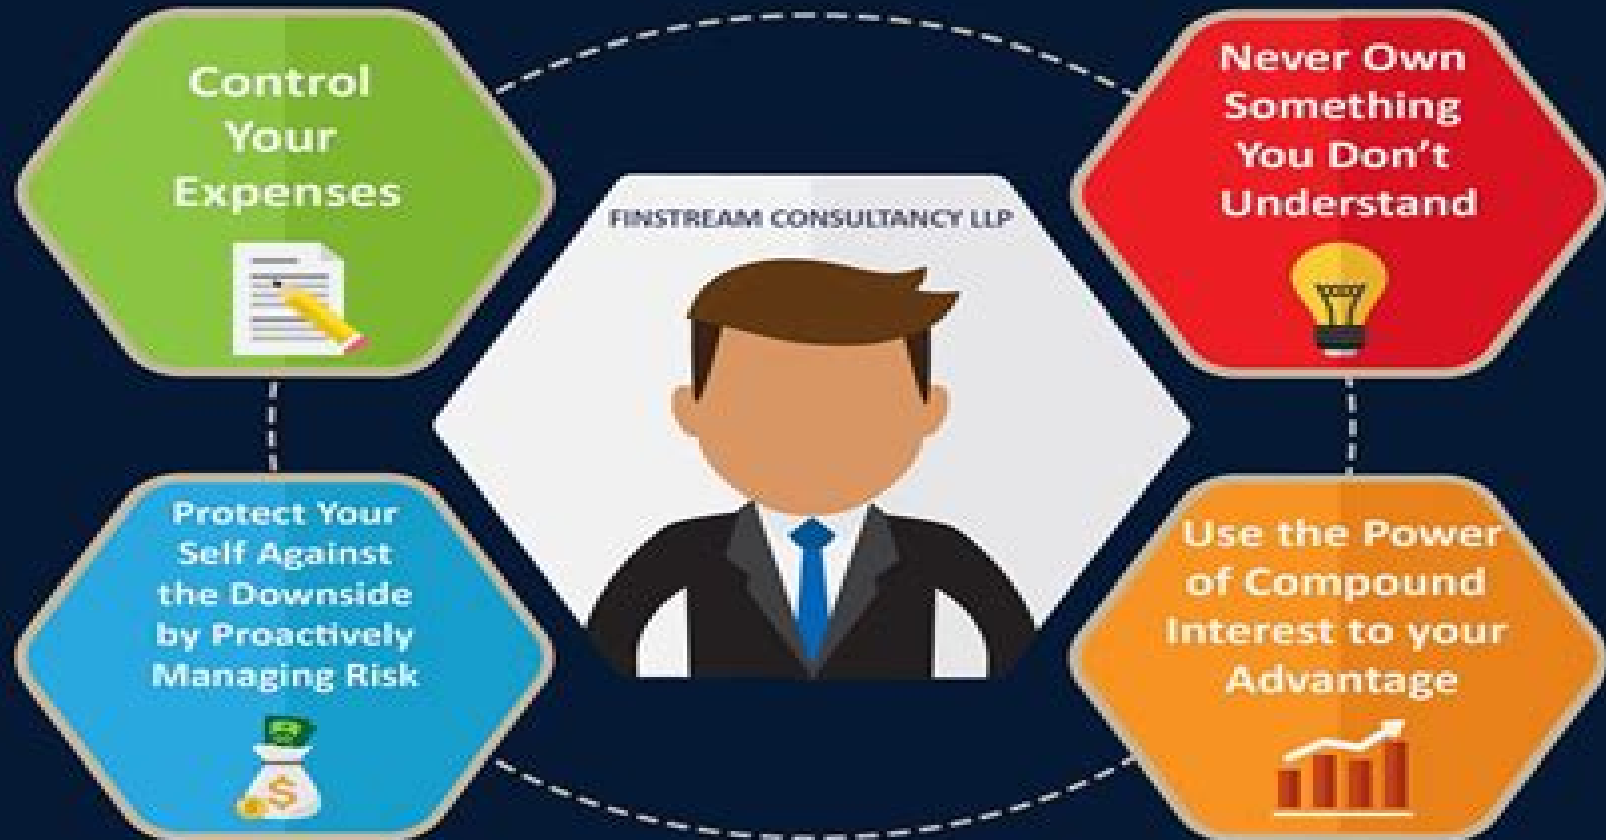 Control
Your
Expenses
Never Own
Something
You Don't
Understand
FINSTREAM CONSULTANCY LLP
Protect Your
Self Against
the Downside
by Proactively
Managing Risk
$
Use the Power
of Compound
Interest to your
Advantage